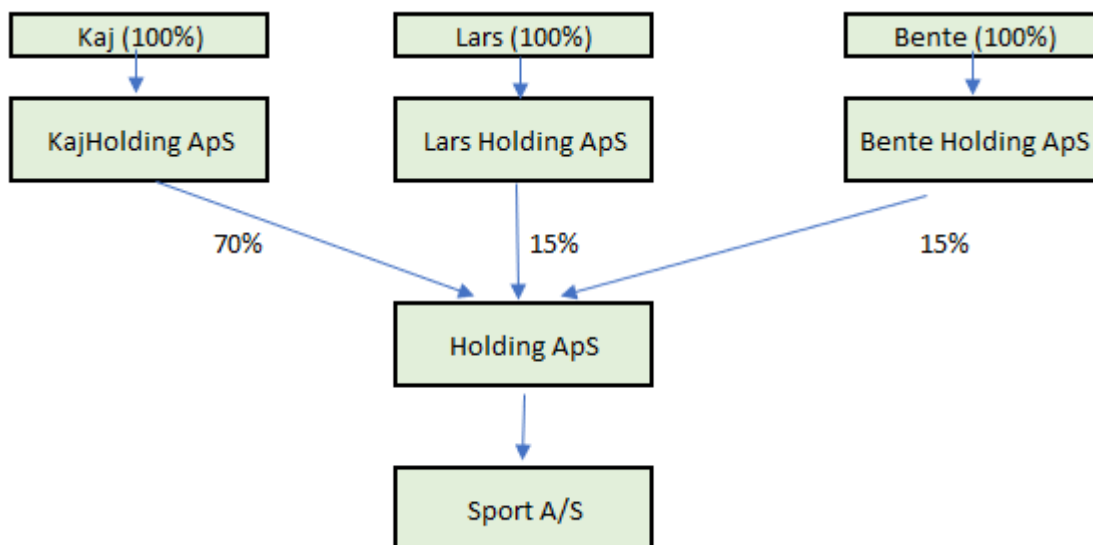 Kaj (100%)
Lars (100%)
Bente (100%)
KajHolding ApS
Lars Holding ApS
Bente Holding ApS
70%
15%
15%
Holding ApS
Sport A/S